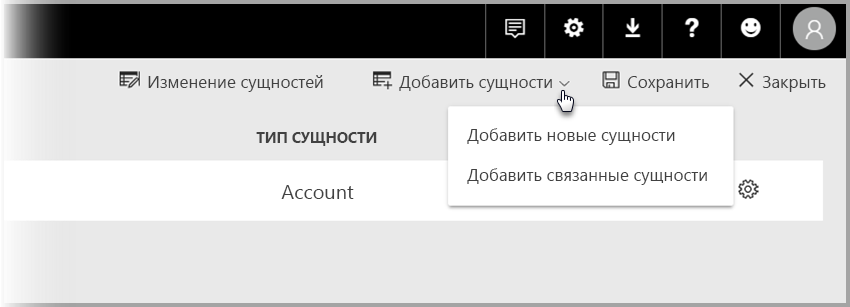 Изменение сущностей
Добавить сущности
Сохранить
Закрыть
Добавить новые сущности
Добавить связанные сущности
ТИП СУЩНОСТИ
Account